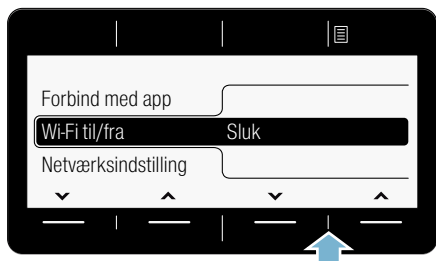 Forbind med app
Wi-Fi til/fra Sluk
Netværksindstilling